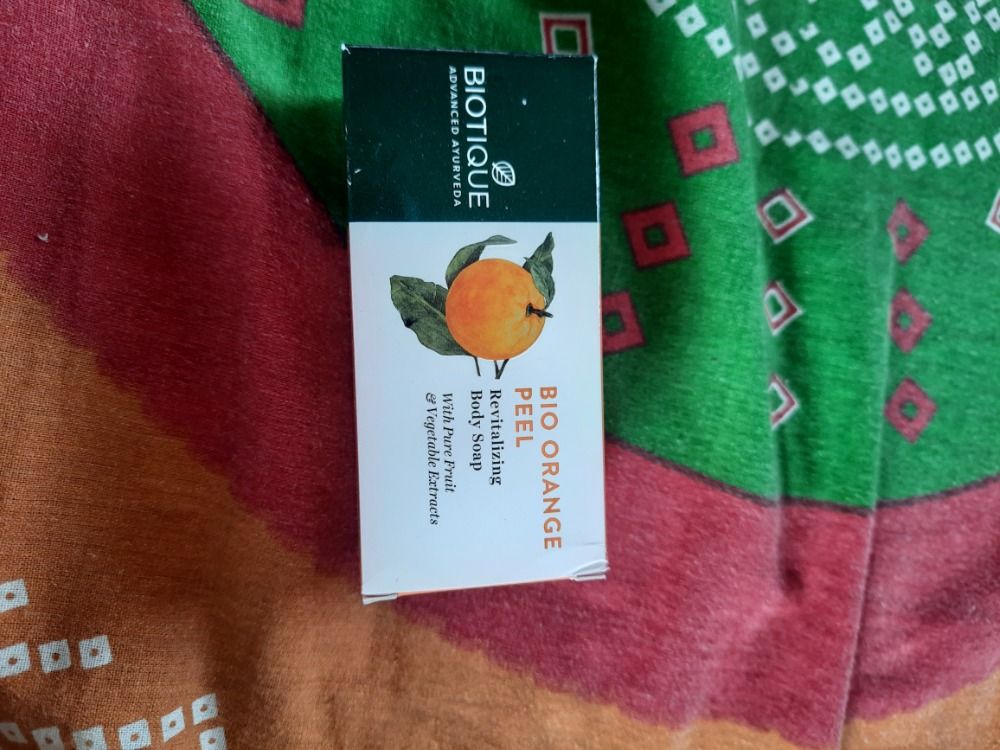 BIOTIQUE
ADVANCED AYURVEDA
BIO ORANGE
PEEL
Revitalizing
Body Soap
With Pure Fruit
& Vegetable Extracts